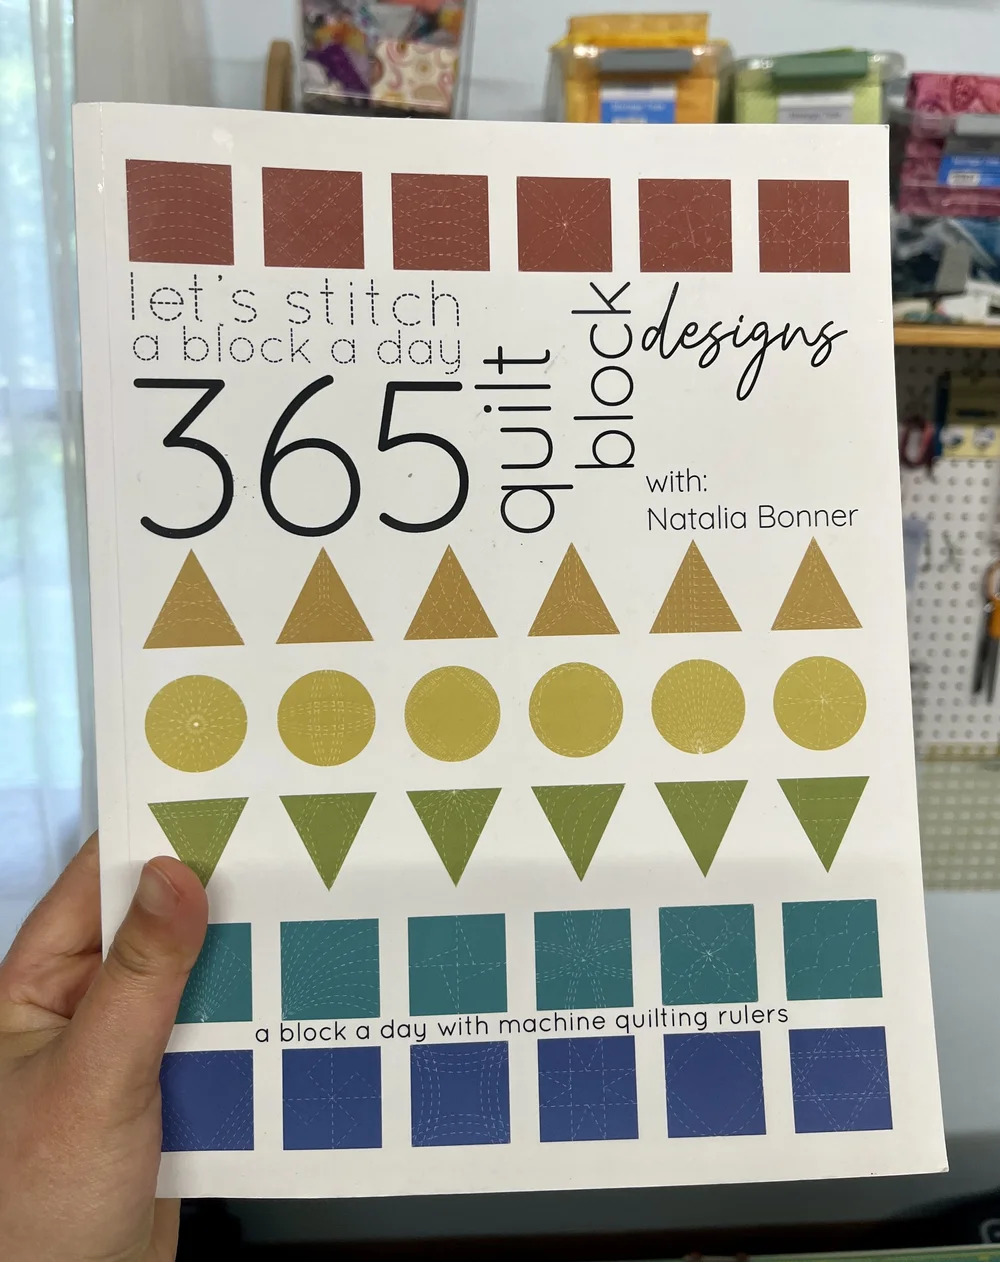 let's stitch
a block a day
365
quilt
block
designs
with:
Natalia Bonner
a block a day with machine quilting rulers